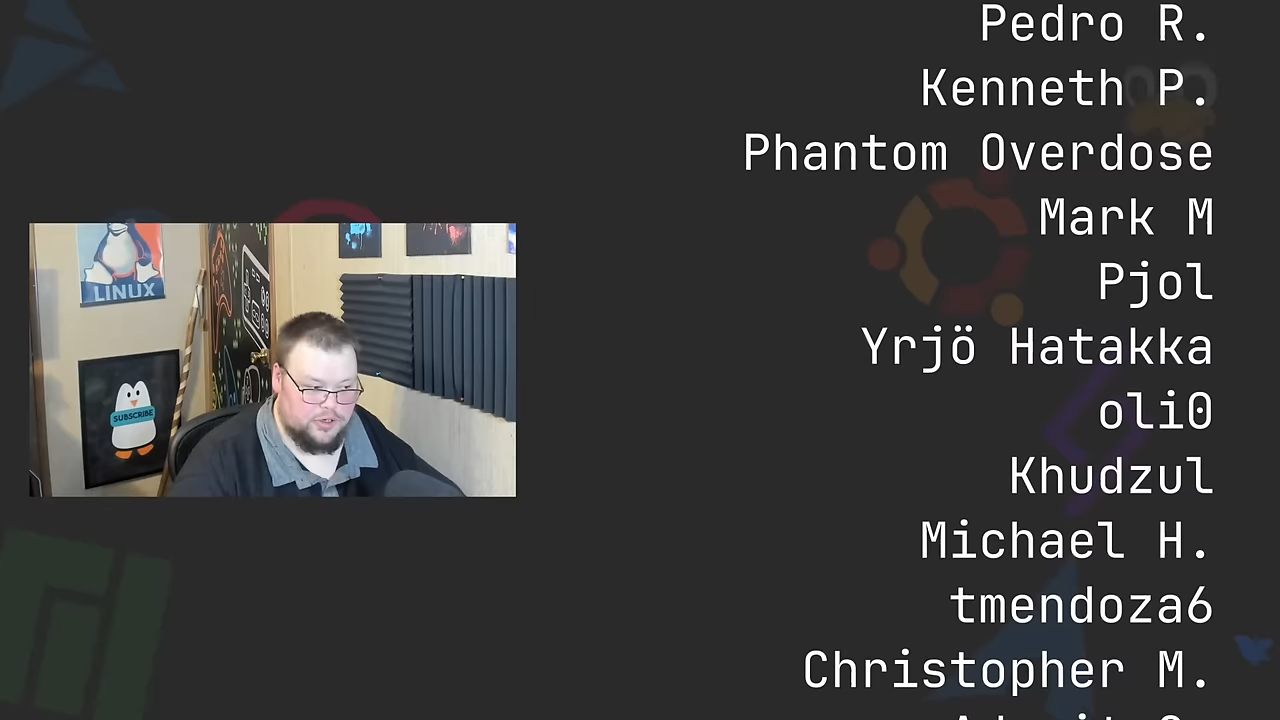 Pedro R.
Kenneth P.
Phantom Overdose
Mark M
Pjol
Yrjö Hatakka
oli0
Khudzul
Michael H.
tmendoza6
Christopher M.
LINUX
SUBSCRIBE